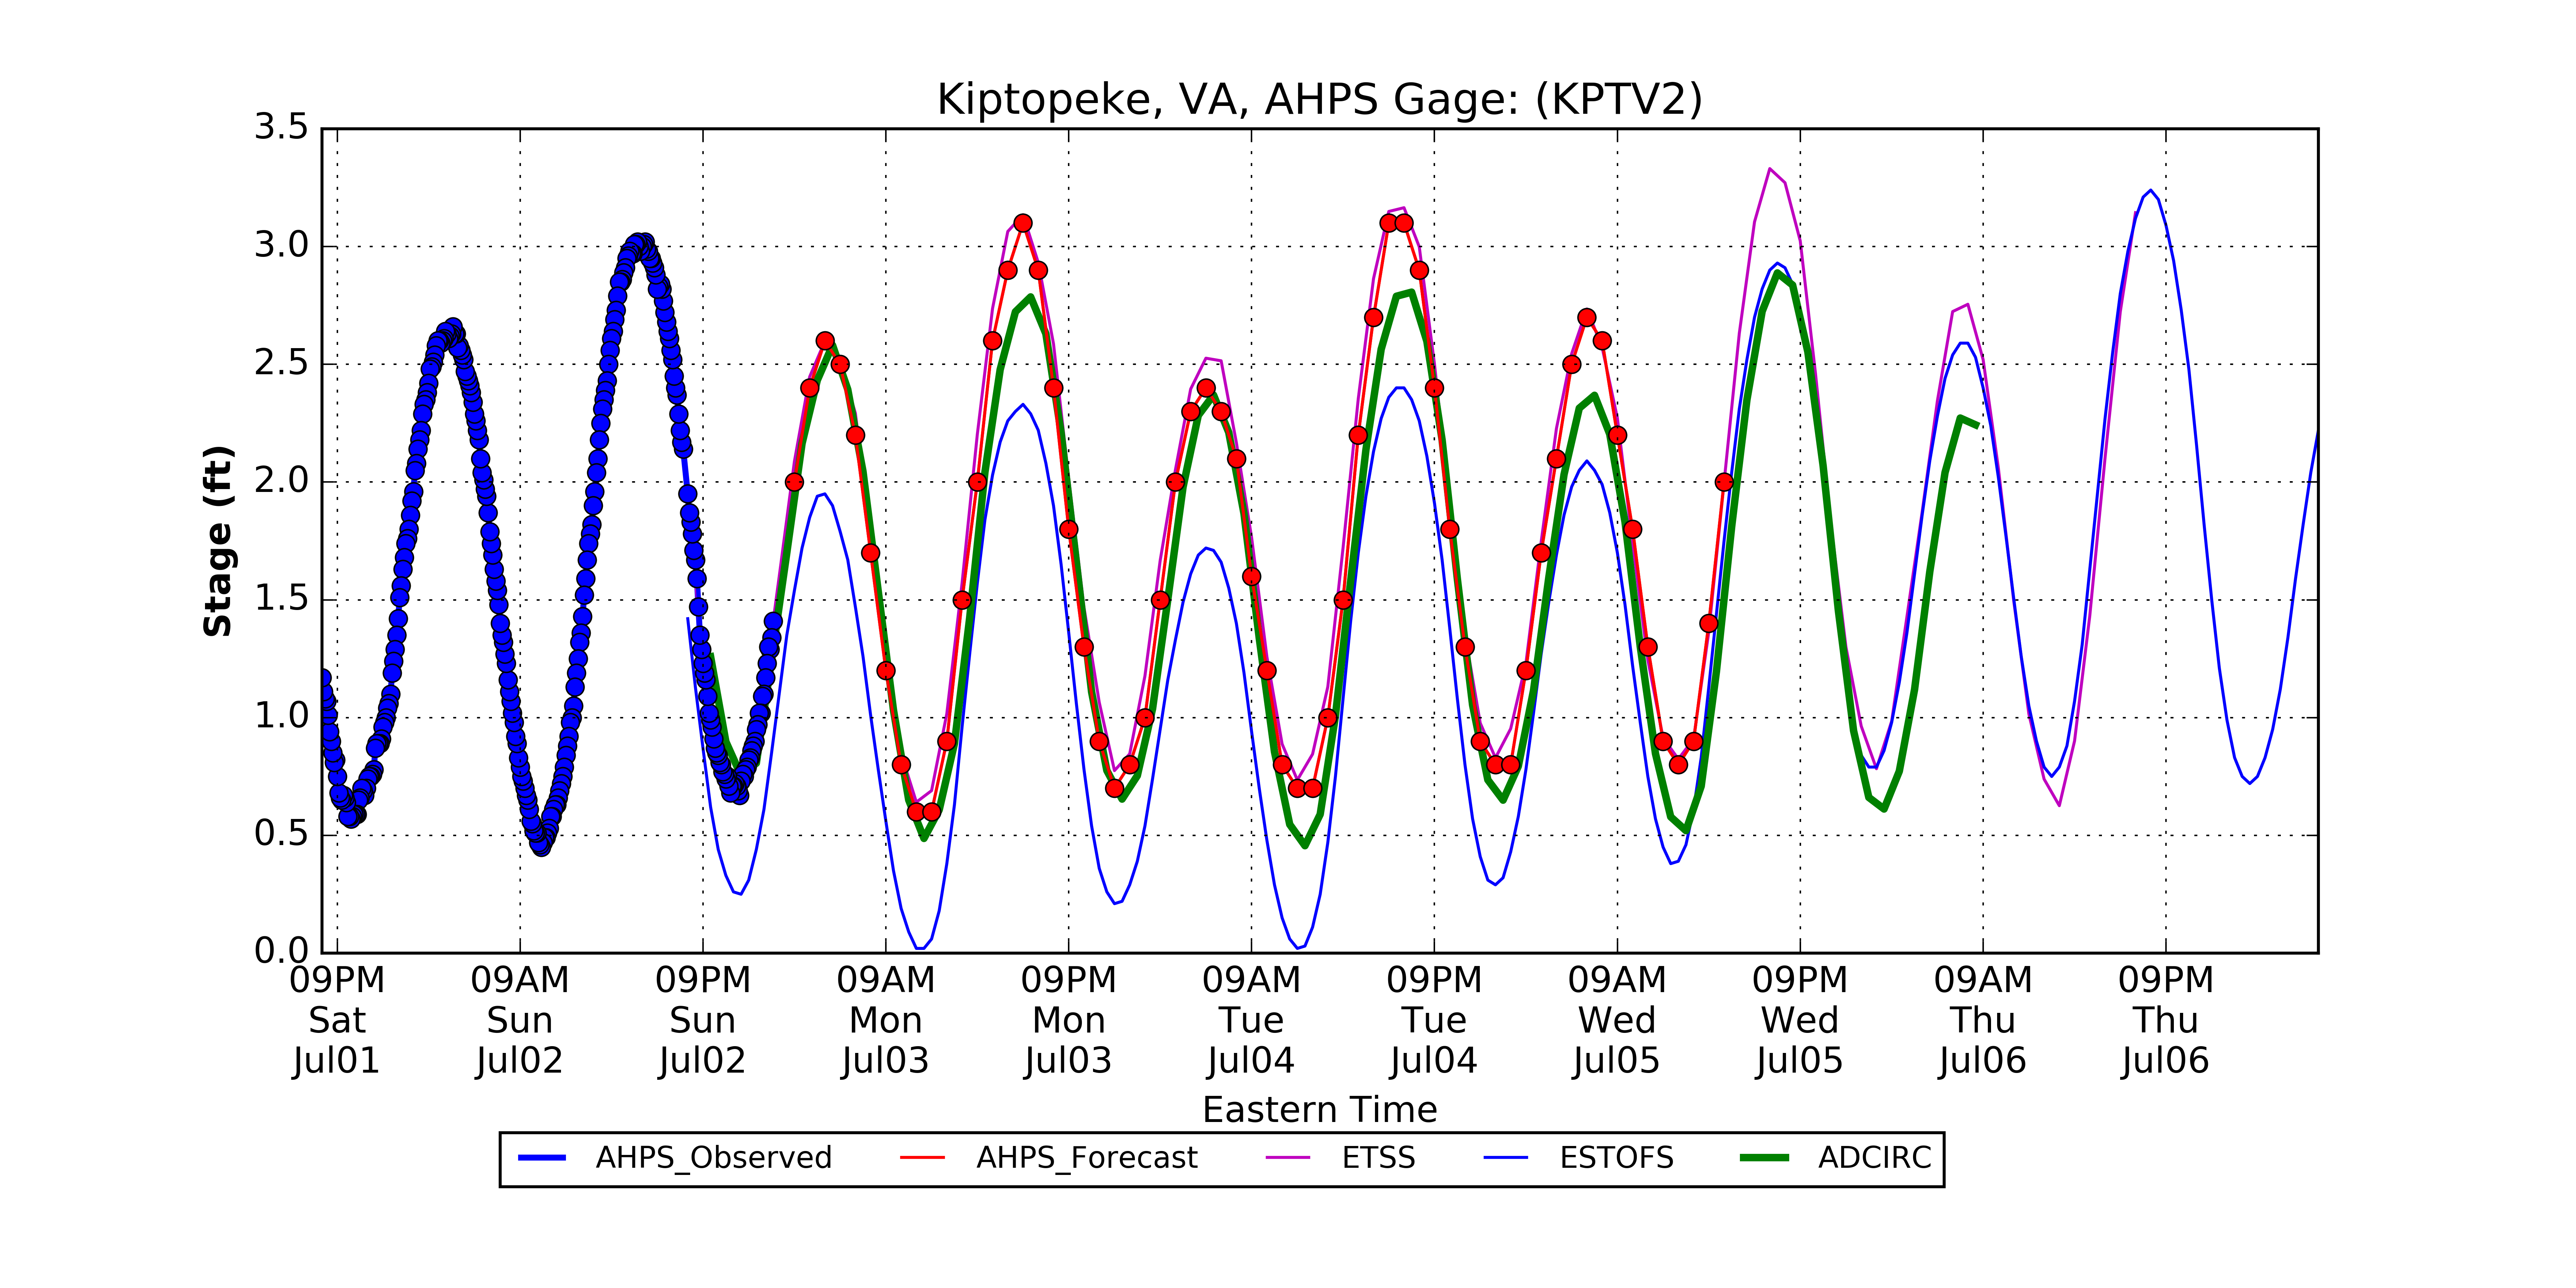 Kiptopeke, VA, AHPS Gage: (KPTV2)
Stage (ft)
3.5
3.0
2.5
2.0
1.5
1.0
0.5
0.0
09PM 09AM 09PM 09AM 09PM 09AM 09PM 09AM 09PM 09AM 09PM
Sat Sun Sun Mon Mon Tue Tue Wed Wed Thu Thu
Jul01 Jul02 Jul02 Jul03 Jul03 Jul04 Jul04 Jul05 Jul05 Jul06 Jul06
Eastern Time
AHPS_Observed AHPS_Forecast ETSS ESTOFS ADCIRC